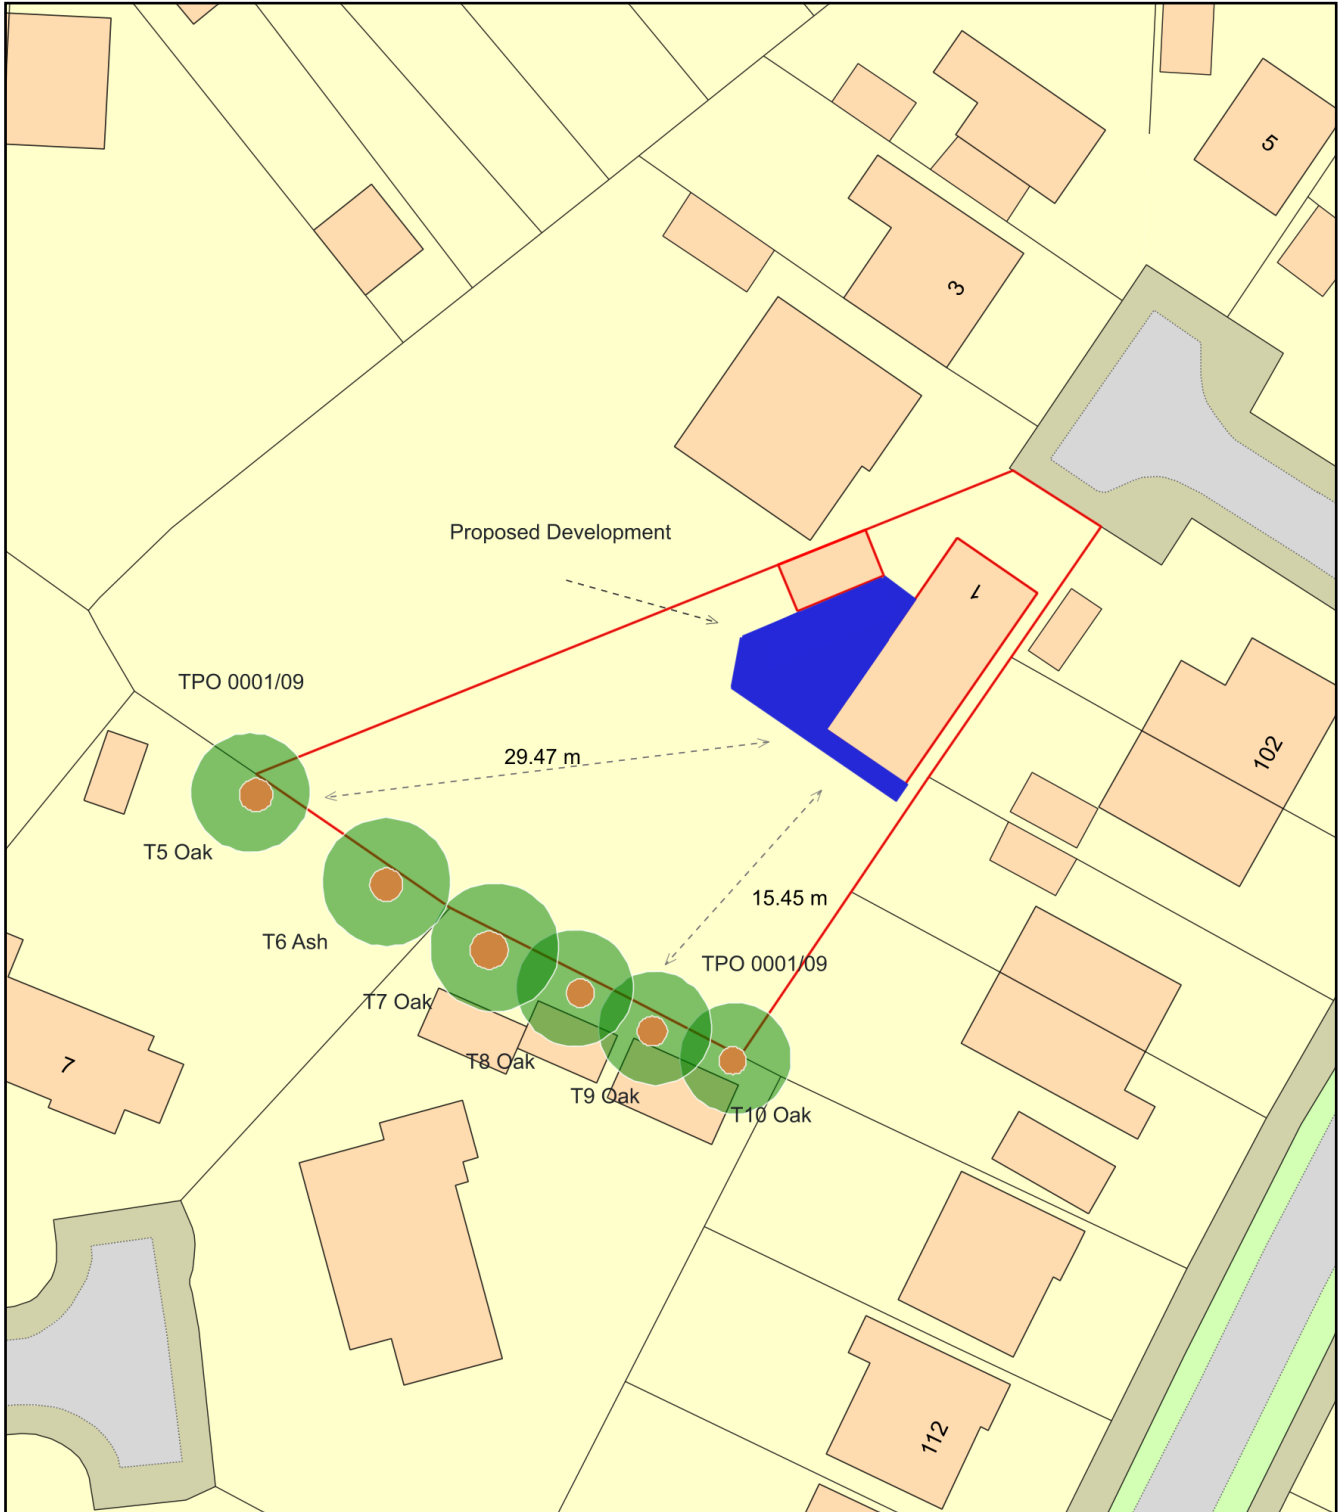 5
3
Proposed Development
1
TPO 0001/09
102
29.47 m
T5 Oak
15.45 m
T6 Ash
TPO 0001/09
T7 Oak
7
T8 Oak
T9 Oak
T10 Oak
112